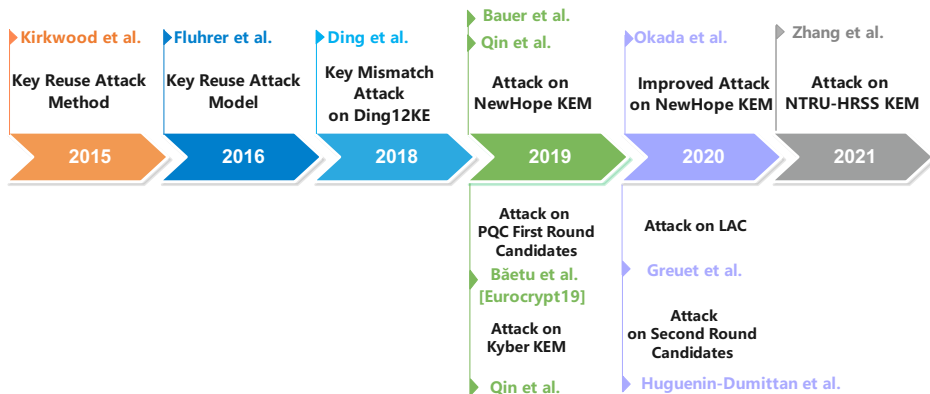 Kirkwood et al.
Key Reuse Attack
Method
2015
Fluhrer et al.
Key Reuse Attack
Model
2016
Ding et al.
Key Mismatch
Attack
on Ding12KE
2018
Bauer et al.
Qin et al.
Attack on
NewHope KEM
2019
Attack on
PQC First Round
Candidates
Băetu et al.
[Eurocrypt19]
Attack on
Kyber KEM
Qin et al.
Okada et al.
Improved Attack
on NewHope KEM
2020
Attack on LAC
Greuet et al.
Attack
on Second Round
Candidates
Huguenin-Dumittan et al.
Zhang et al.
Attack on
NTRU-HRSS KEM
2021